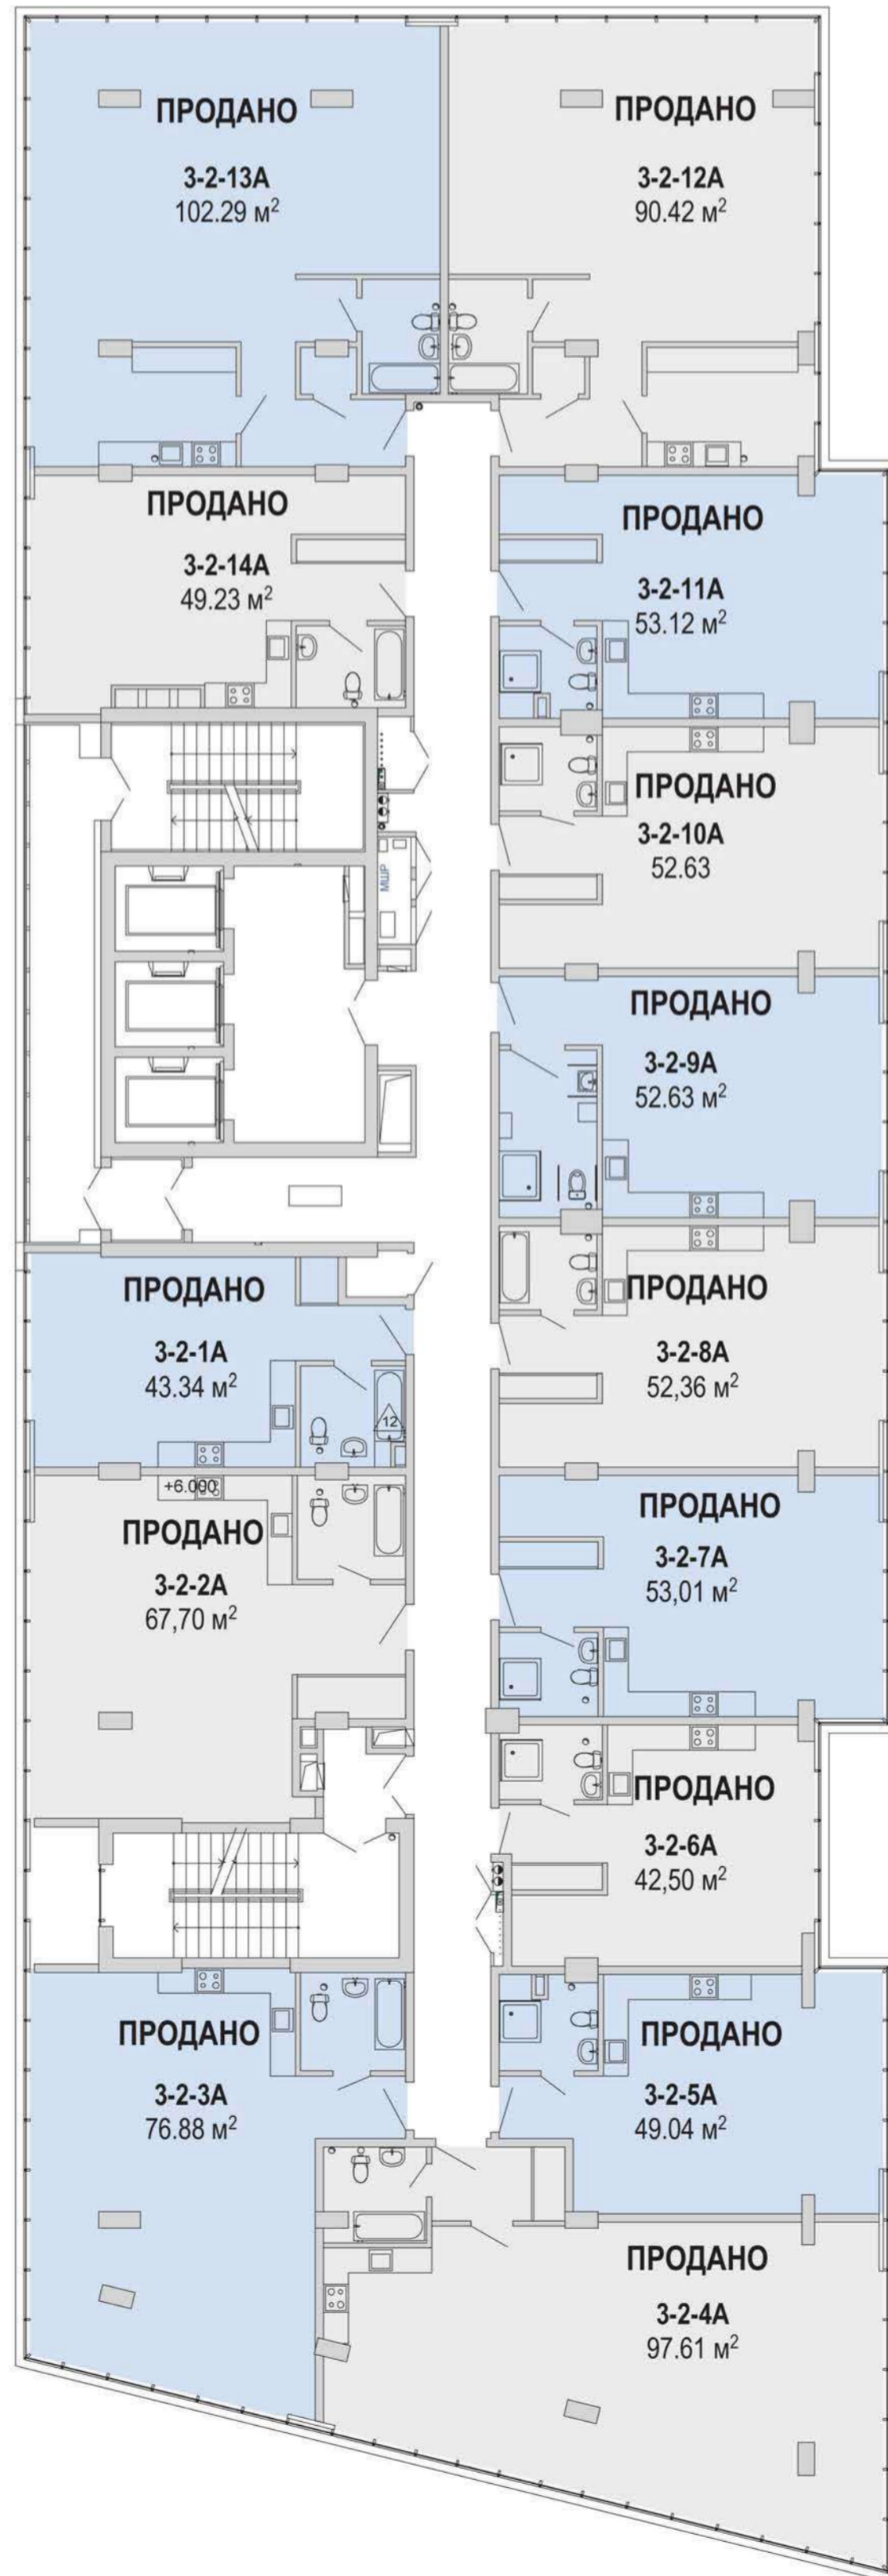 ПРОДАНО
3-2-13А
102.29 м²
ПРОДАНО
3-2-12А
90.42 м²
ПРОДАНО
3-2-14А
49.23 м²
ПРОДАНО
3-2-11А
53.12 м²
ПРОДАНО
3-2-10А
52.63
МШР
ПРОДАНО
3-2-9А
52.63 м²
ПРОДАНО
3-2-1А
43.34 м²
12
ПРОДАНО
3-2-8А
52,36 м²
+6.000
ПРОДАНО
3-2-2А
67,70 м²
ПРОДАНО
3-2-7А
53,01 м²
ПРОДАНО
3-2-6А
42,50 м²
ПРОДАНО
3-2-3А
76.88 м²
ПРОДАНО
3-2-5А
49.04 м²
ПРОДАНО
3-2-4А
97.61 м²